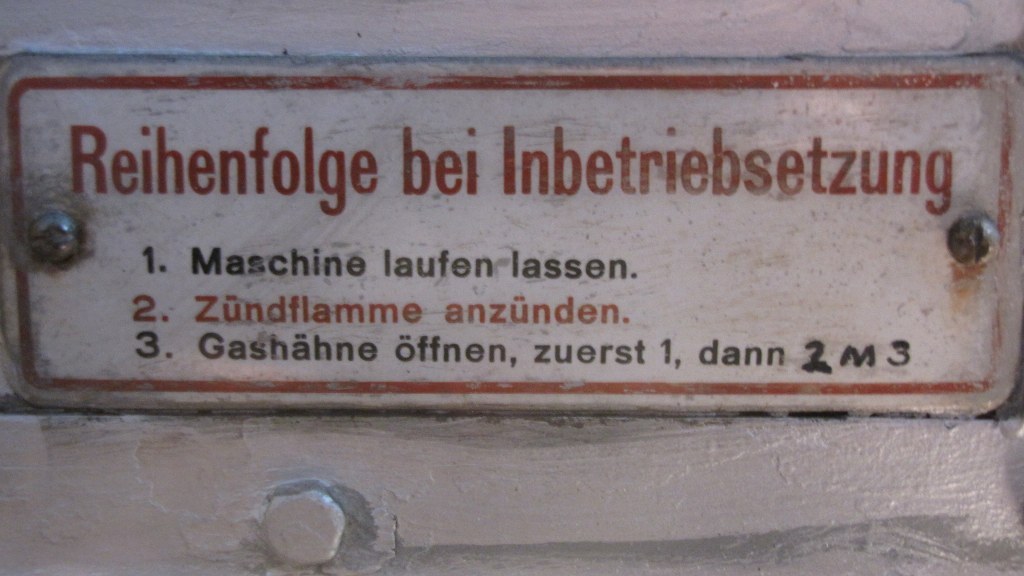 Reihenfolge bei Inbetriebsetzung
1. Maschine laufen lassen.
2. Zündflamme anzünden.
3. Gashähne öffnen, zuerst 1, dann 2 M 3